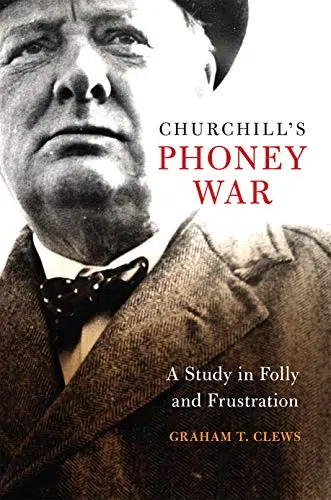 CHURCHILL'S
PHONEY
WAR
A Study in Folly
and Frustration
GRAHAM T. CLEWS